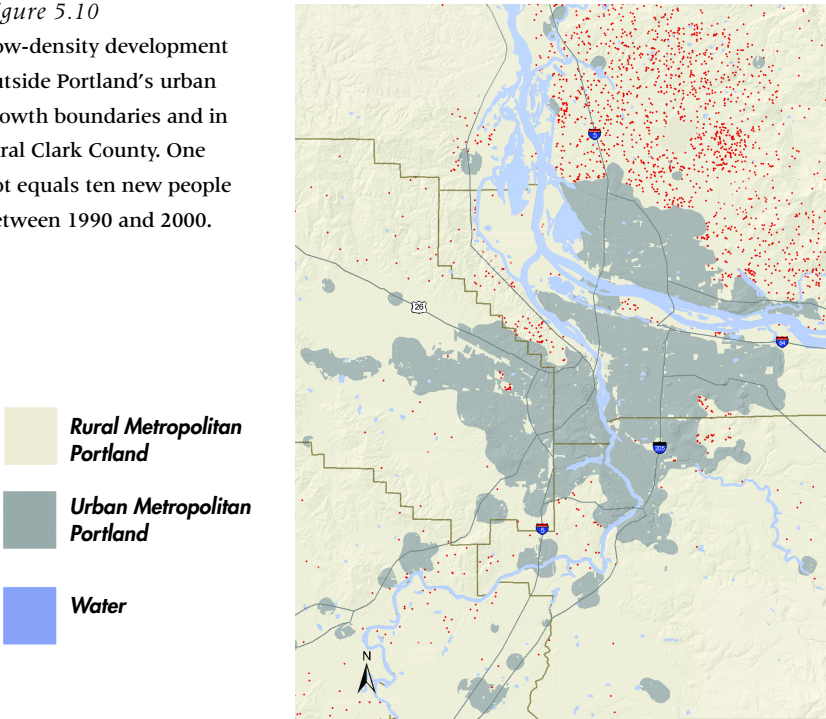 igure 5.10
ow-density development
utside Portland's urban
rowth boundaries and in
ral Clark County. One
ot equals ten new people
etween 1990 and 2000.
Rural Metropolitan
Portland
Urban Metropolitan
Portland
Water
5
26
84
205
5
N